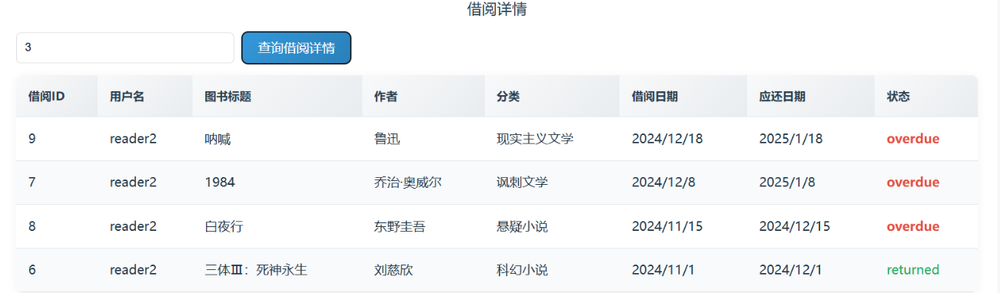 借阅详情
3 查询借阅详情
借阅ID 用户名 图书标题 作者 分类 借阅日期 应还日期 状态
9 reader2 呐喊 鲁迅 现实主义文学 2024/12/18 2025/1/18 overdue
7 reader2 1984 乔治·奥威尔 讽刺文学 2024/12/8 2025/1/8 overdue
8 reader2 白夜行 东野圭吾 悬疑小说 2024/11/15 2024/12/15 overdue
6 reader2 三体Ⅲ：死神永生 刘慈欣 科幻小说 2024/11/1 2024/12/1 returned